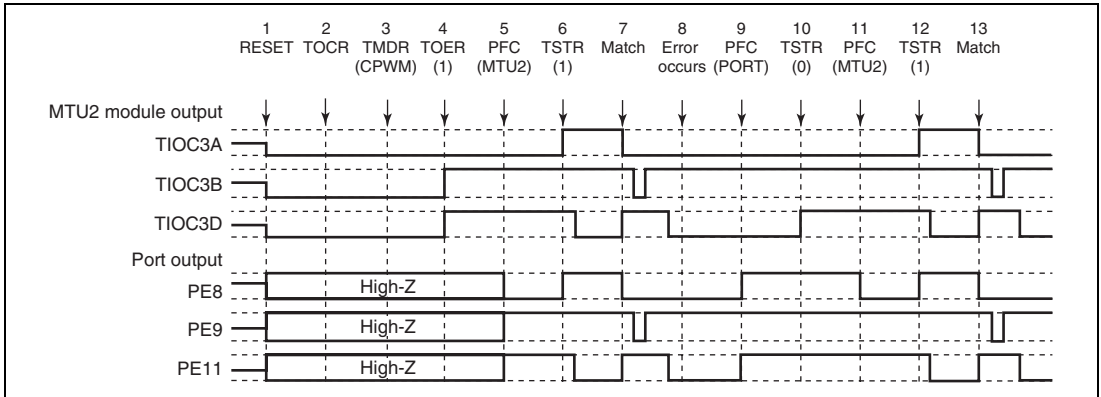 1 2 3 4 5 6 7 8 9 10 11 12 13
RESET TOCR TMDR TOER PFC TSTR Match Error PFC TSTR PFC TSTR Match
(CPWM) (1) (MTU2) (1) occurs (PORT) (0) (MTU2) (1)
MTU2 module output
TIOC3A
TIOC3B
TIOC3D
Port output
PE8 High-Z
PE9 High-Z
PE11 High-Z